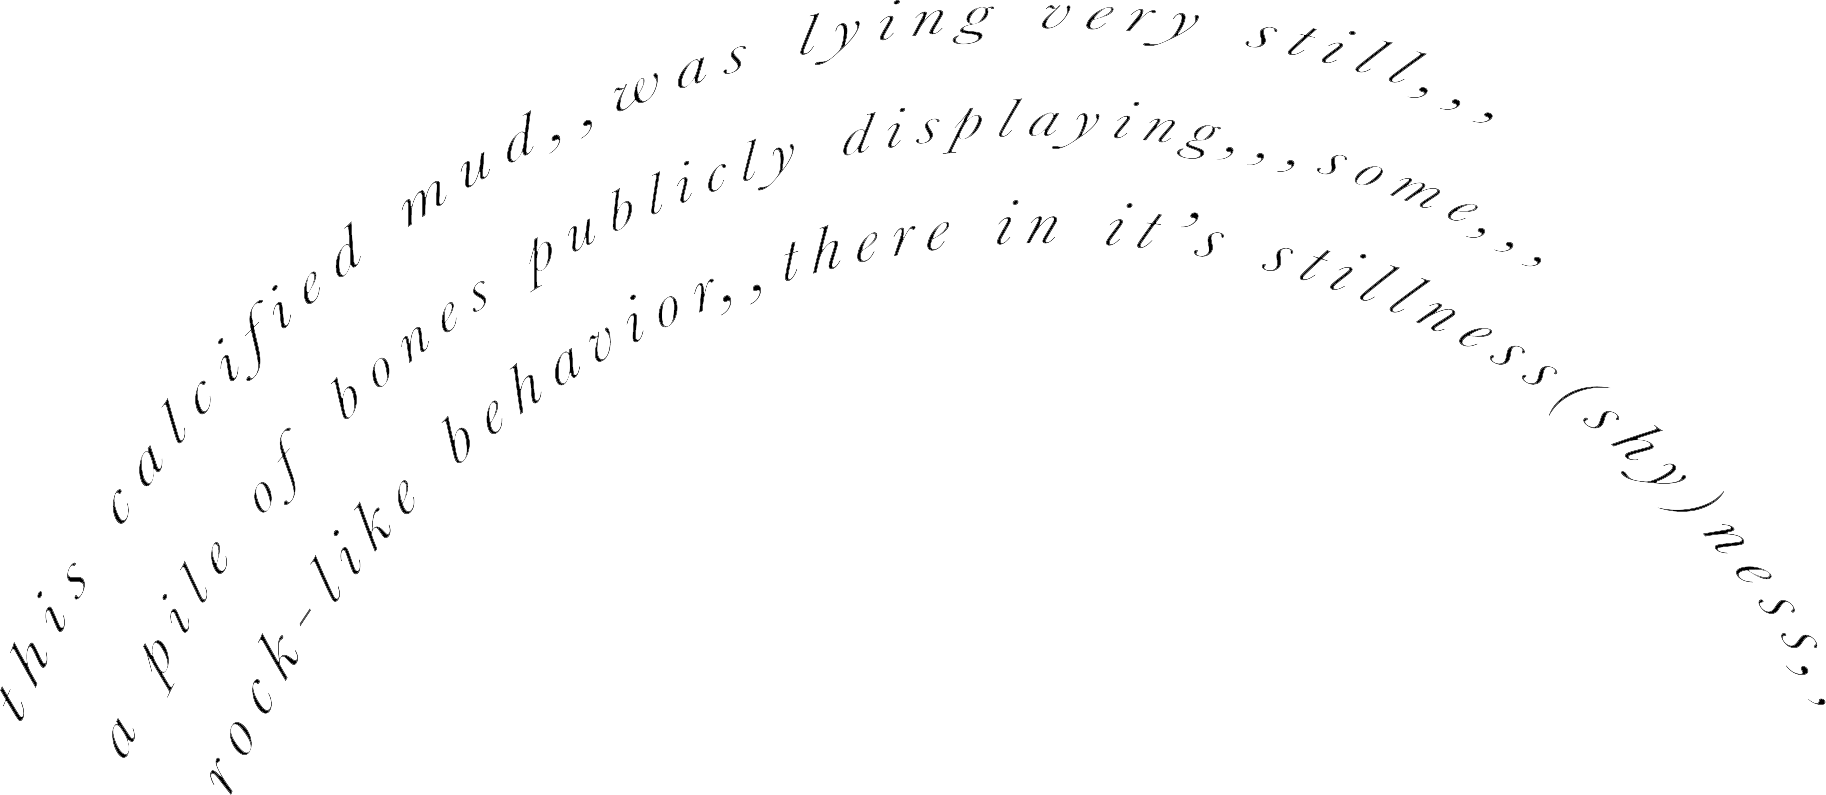 this calcified mud,,was lying very still,,,
a pile of bones publicly displaying,,,some,,,
rock-like behavior,,there in it’s stillness(shy)ness,,